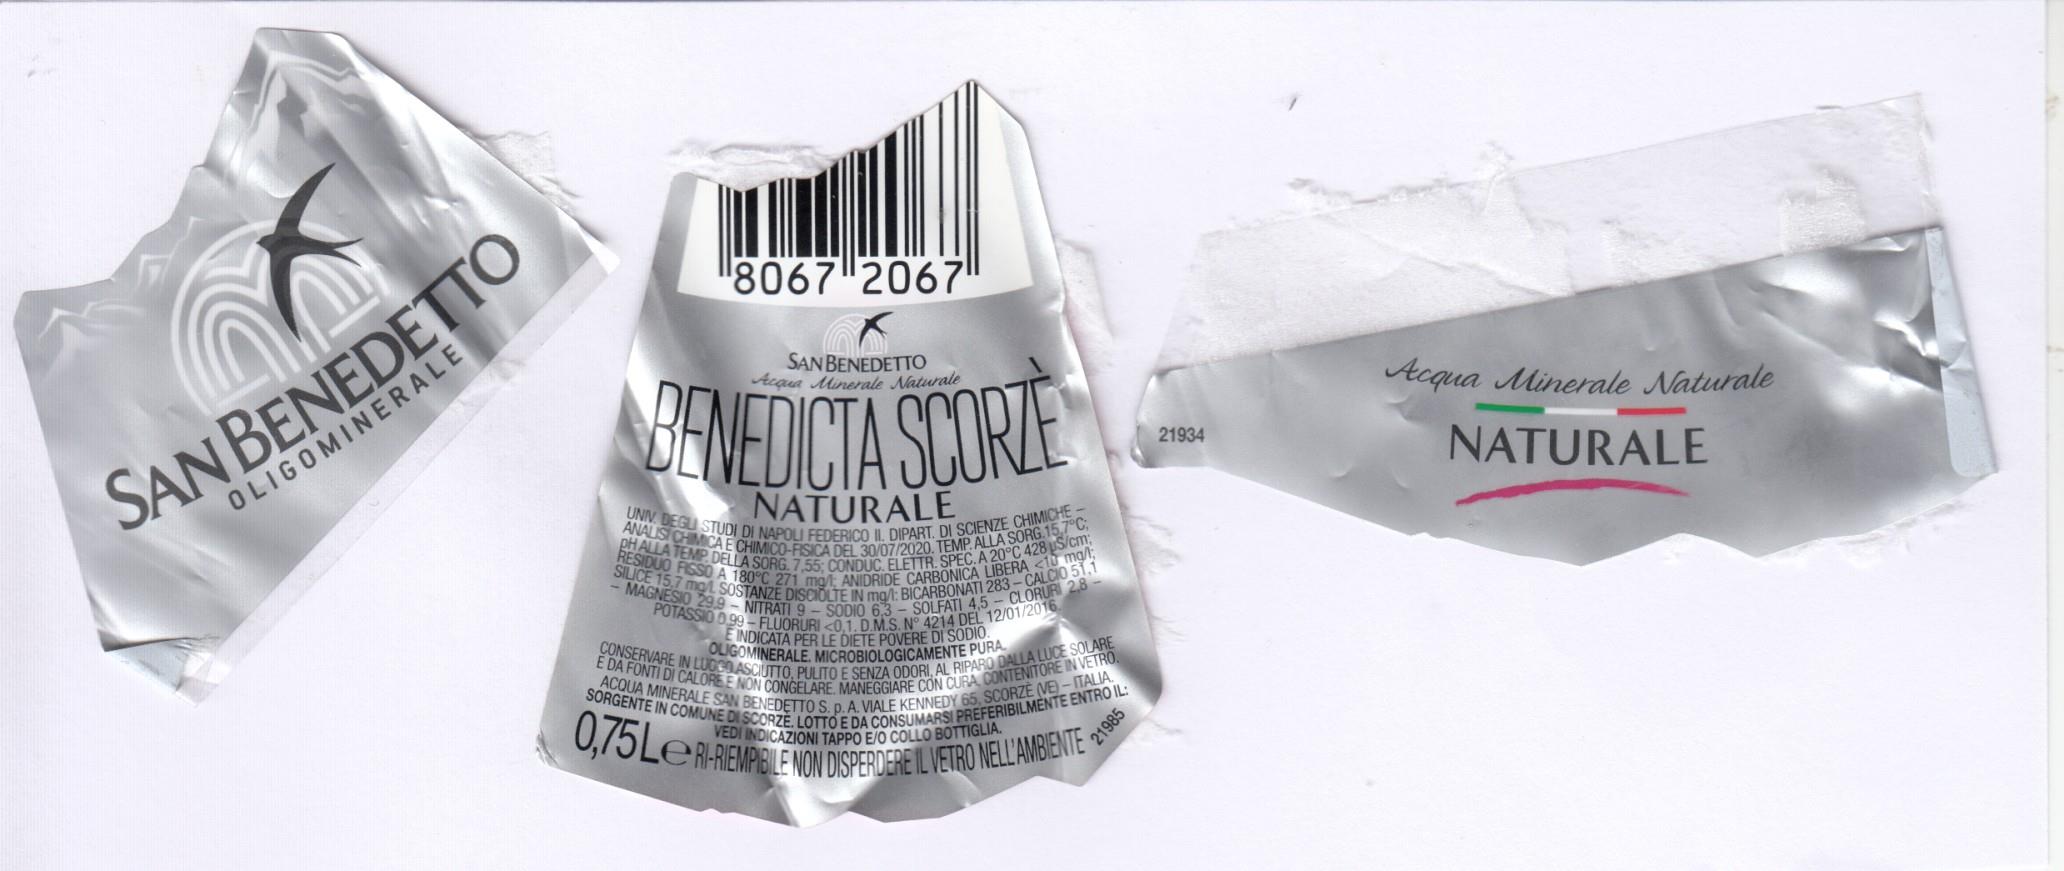 SAN BENEDETTO
OLIGOMINERALE
8067 2067
SAN BENEDETTO
Acqua Minerale Naturale
BENEDICTA SCORZÈ
NATURALE
UNIV. DEGLI STUDI DI NAPOLI FEDERICO II. DIPART. DI SCIENZE CHIMICHE –
ANALISI CHIMICA E CHIMICO-FISICA DEL 30/07/2020. TEMP. ALLA SORG. 15,7°C;
pH ALLA TEMP. DELLA SORG. 7,55; CONDUC. ELETTR. SPEC. A 20°C 428 µS/cm;
RESIDUO FISSO A 180°C 271 mg/l; ANIDRIDE CARBONICA LIBERA <10 mg/l;
SILICE 15,7 mg/l. SOSTANZE DISCIOLTE IN mg/l: BICARBONATI 283 – CALCIO 51,1
– MAGNESIO 29,9 – NITRATI 9 – SODIO 6,3 – SOLFATI 4,5 – CLORURI 2,8 –
POTASSIO 0,99 – FLUORURI <0,1. D.M.S. N° 4214 DEL 12/01/2016.
È INDICATA PER LE DIETE POVERE DI SODIO.
OLIGOMINERALE. MICROBIOLOGICAMENTE PURA.
CONSERVARE IN LUOGO ASCIUTTO, PULITO E SENZA ODORI, AL RIPARO DALLA LUCE SOLARE
E DA FONTI DI CALORE E NON CONGELARE. MANEGGIARE CON CURA. CONTENITORE IN VETRO.
ACQUA MINERALE SAN BENEDETTO S. p. A. VIALE KENNEDY 65, SCORZÈ (VE) – ITALIA.
SORGENTE IN COMUNE DI SCORZÈ. LOTTO E DA CONSUMARSI PREFERIBILMENTE ENTRO IL:
VEDI INDICAZIONI TAPPO E/O COLLO BOTTIGLIA.
0,75 L ℮ RI-RIEMPIBILE NON DISPERDERE IL VETRO NELL'AMBIENTE
21985
Acqua Minerale Naturale
NATURALE
21934